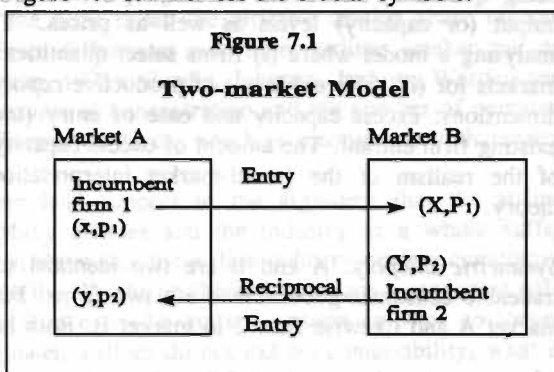 Figure 7.1
Two-market Model
Market A
Market B
Incumbent
firm 1
(x,p₁)
Entry
(X,P₁)
(y,p₂)
Reciprocal
Entry
(Y,P₂)
Incumbent
firm 2